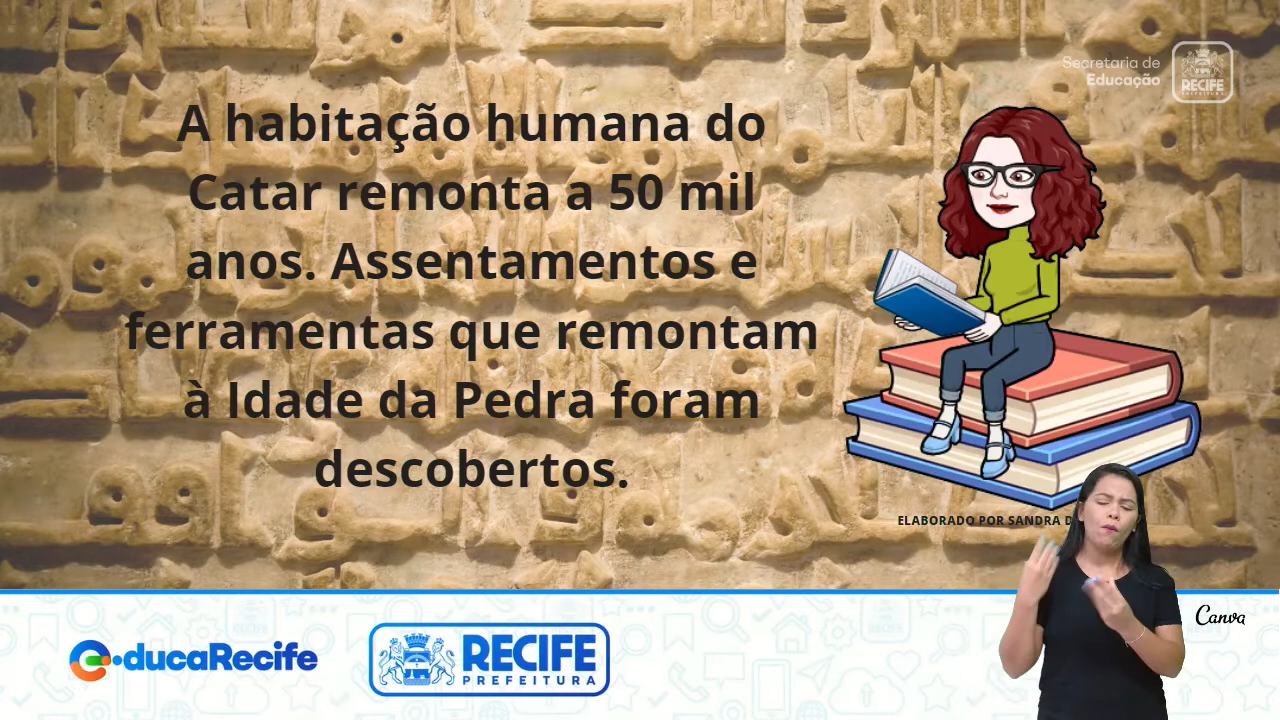 Secretaria de
Educação
RECIFE
PREFEITURA
A habitação humana do
Catar remonta a 50 mil
anos. Assentamentos e
ferramentas que remontam
à Idade da Pedra foram
descobertos.
ELABORADO POR SANDRA
Canva
ducaRecife
RECIFE
PREFEITURA